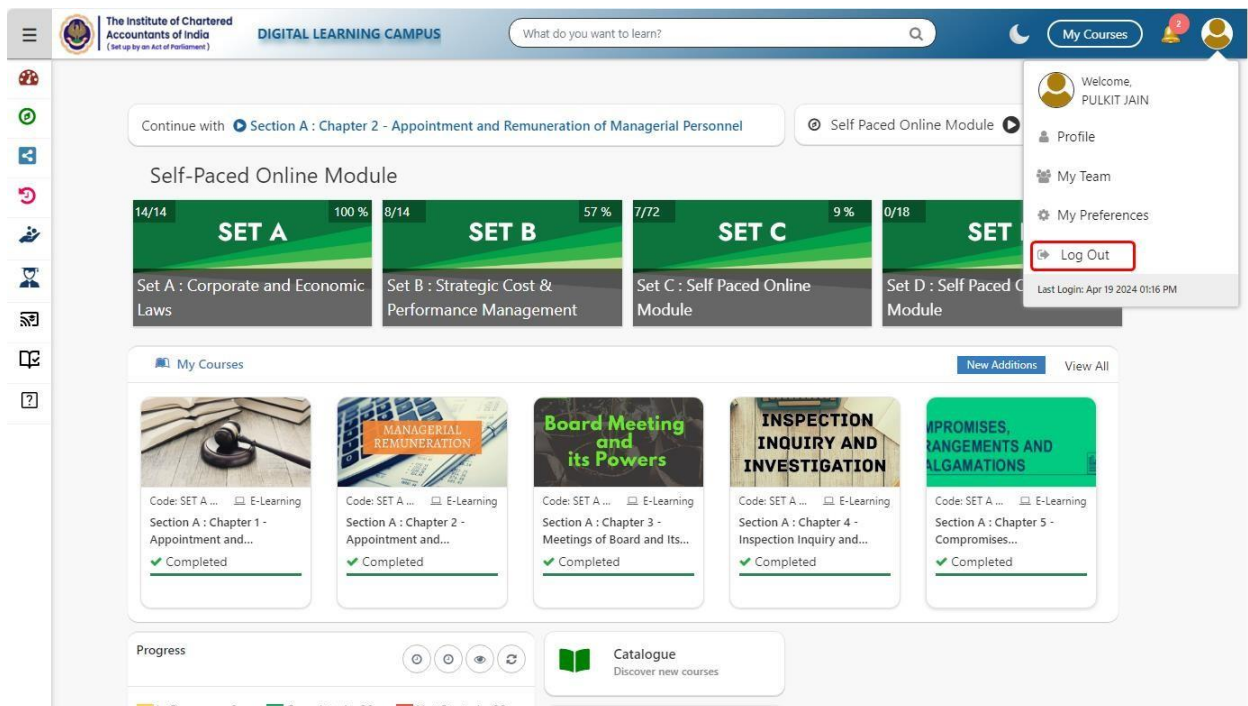 The Institute of Chartered
Accountants of India
(Set up by an Act of Parliament)
DIGITAL LEARNING CAMPUS
What do you want to learn?
My Courses
2
Welcome,
PULKIT JAIN
Profile
My Team
My Preferences
Log Out
Last Login: Apr 19 2024 01:16 PM
Continue with Section A : Chapter 2 - Appointment and Remuneration of Managerial Personnel
Self Paced Online Module
Self-Paced Online Module
14/14 100 %
SET A
Set A : Corporate and Economic
Laws
8/14 57 %
SET B
Set B : Strategic Cost &
Performance Management
7/72 9 %
SET C
Set C : Self Paced Online
Module
0/18
SET
Set D : Self Paced
Module
My Courses
New Additions
View All
Code: SET A ... E-Learning
Section A : Chapter 1 -
Appointment and...
Completed
MANAGERIAL
REMUNERATION
Code: SET A ... E-Learning
Section A : Chapter 2 -
Appointment and...
Completed
Board Meeting
and
its Powers
Code: SET A ... E-Learning
Section A : Chapter 3 -
Meetings of Board and Its...
Completed
INSPECTION
INQUIRY AND
INVESTIGATION
Code: SET A ... E-Learning
Section A : Chapter 4 -
Inspection Inquiry and...
Completed
MPROMISES,
RANGEMENTS AND
ALGAMATIONS
Code: SET A ... E-Learning
Section A : Chapter 5 -
Compromises...
Completed
Progress
Catalogue
Discover new courses